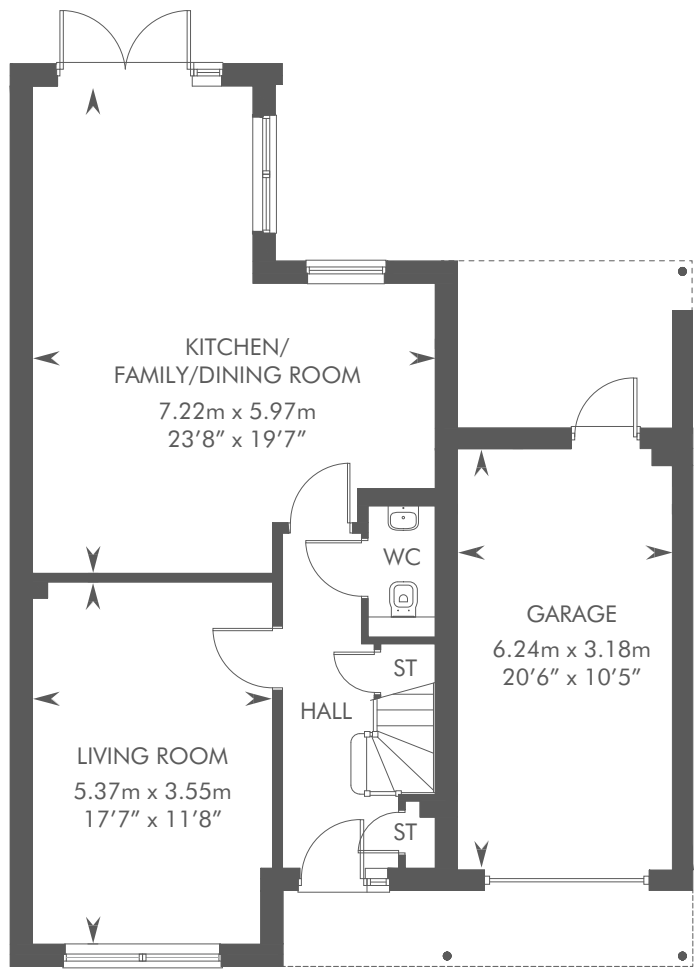 KITCHEN/
FAMILY/DINING ROOM
7.22m x 5.97m
23’8” x 19’7”
WC
GARAGE
6.24m x 3.18m
20’6” x 10’5”
ST
HALL
LIVING ROOM
5.37m x 3.55m
17’7” x 11’8”
ST